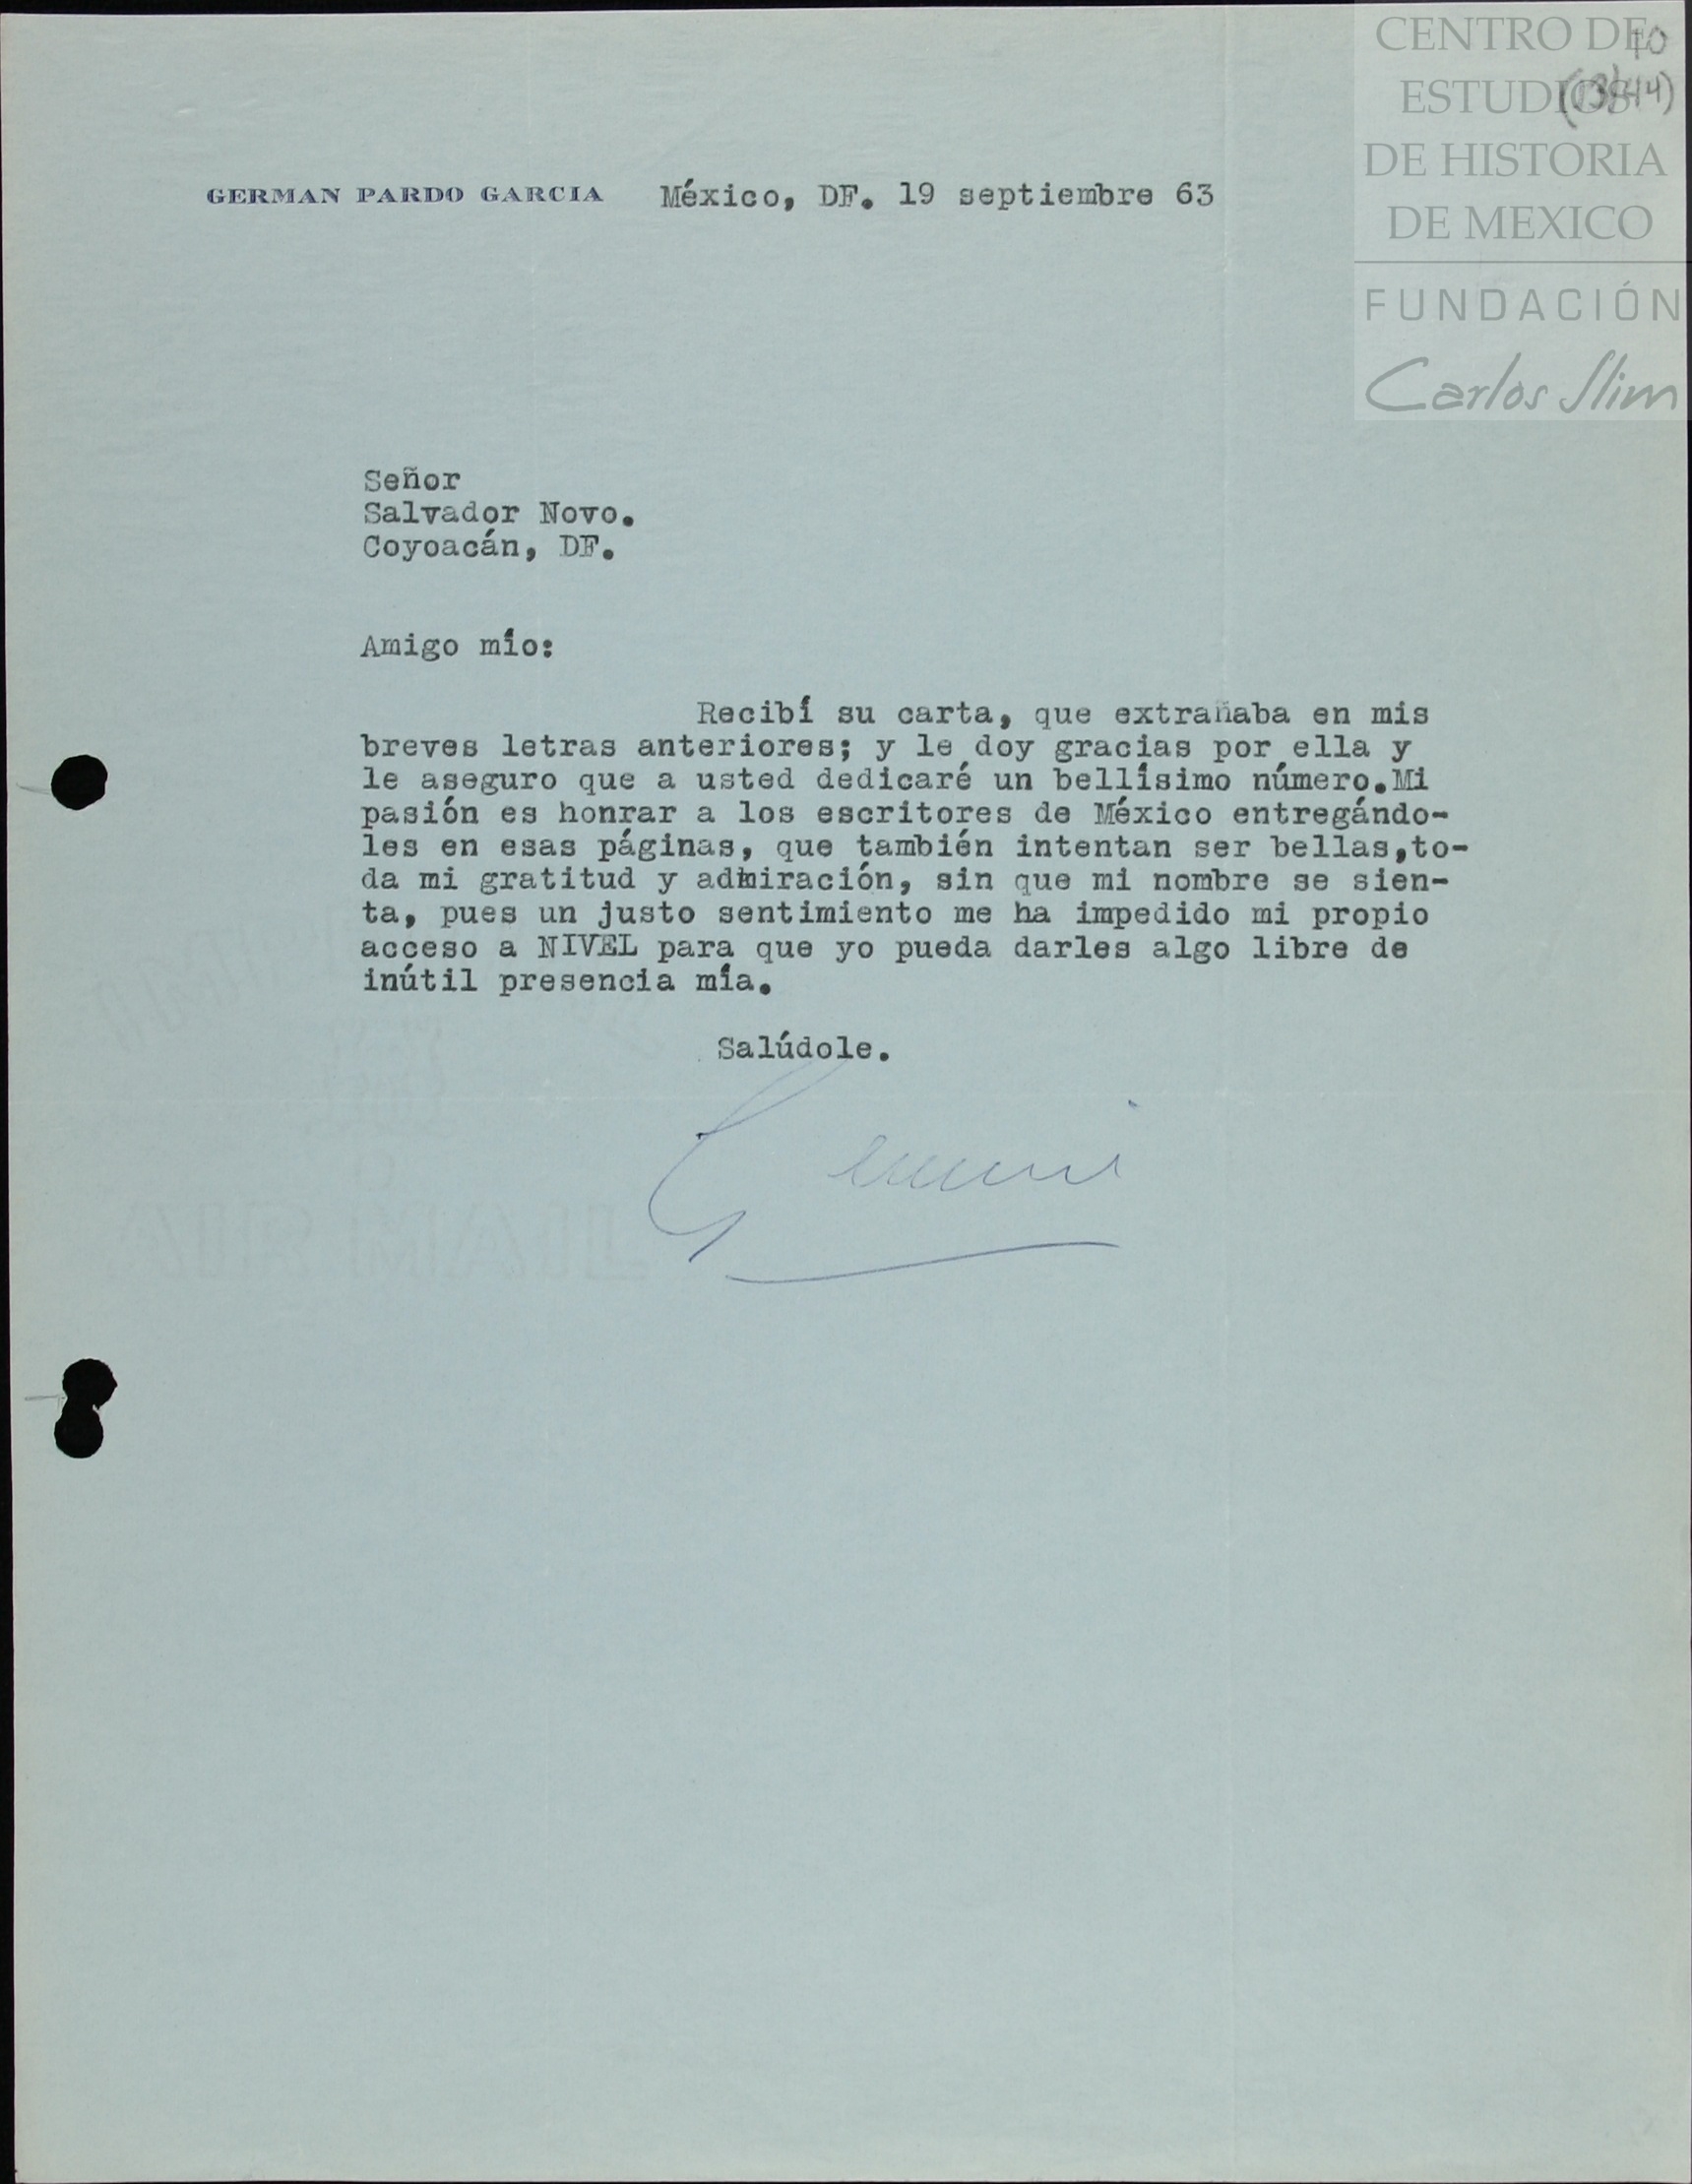 CENTRO DE
ESTUDIOS
DE HISTORIA
DE MEXICO
FUNDACIÓN
Carlos Slim
GERMAN PARDO GARCIA México, DF. 19 septiembre 63
Señor
Salvador Novo.
Coyoacán, DF.
Amigo mío:
Recibí su carta, que extrañaba en mis
breves letras anteriores; y le doy gracias por ella y
le aseguro que a usted dedicaré un bellísimo número.Mi
pasión es honrar a los escritores de México entregándo-
les en esas páginas, que también intentan ser bellas,to-
da mi gratitud y admiración, sin que mi nombre se sien-
ta, pues un justo sentimiento me ha impedido mi propio
acceso a NIVEL para que yo pueda darles algo libre de
inútil presencia mía.
Salúdole.